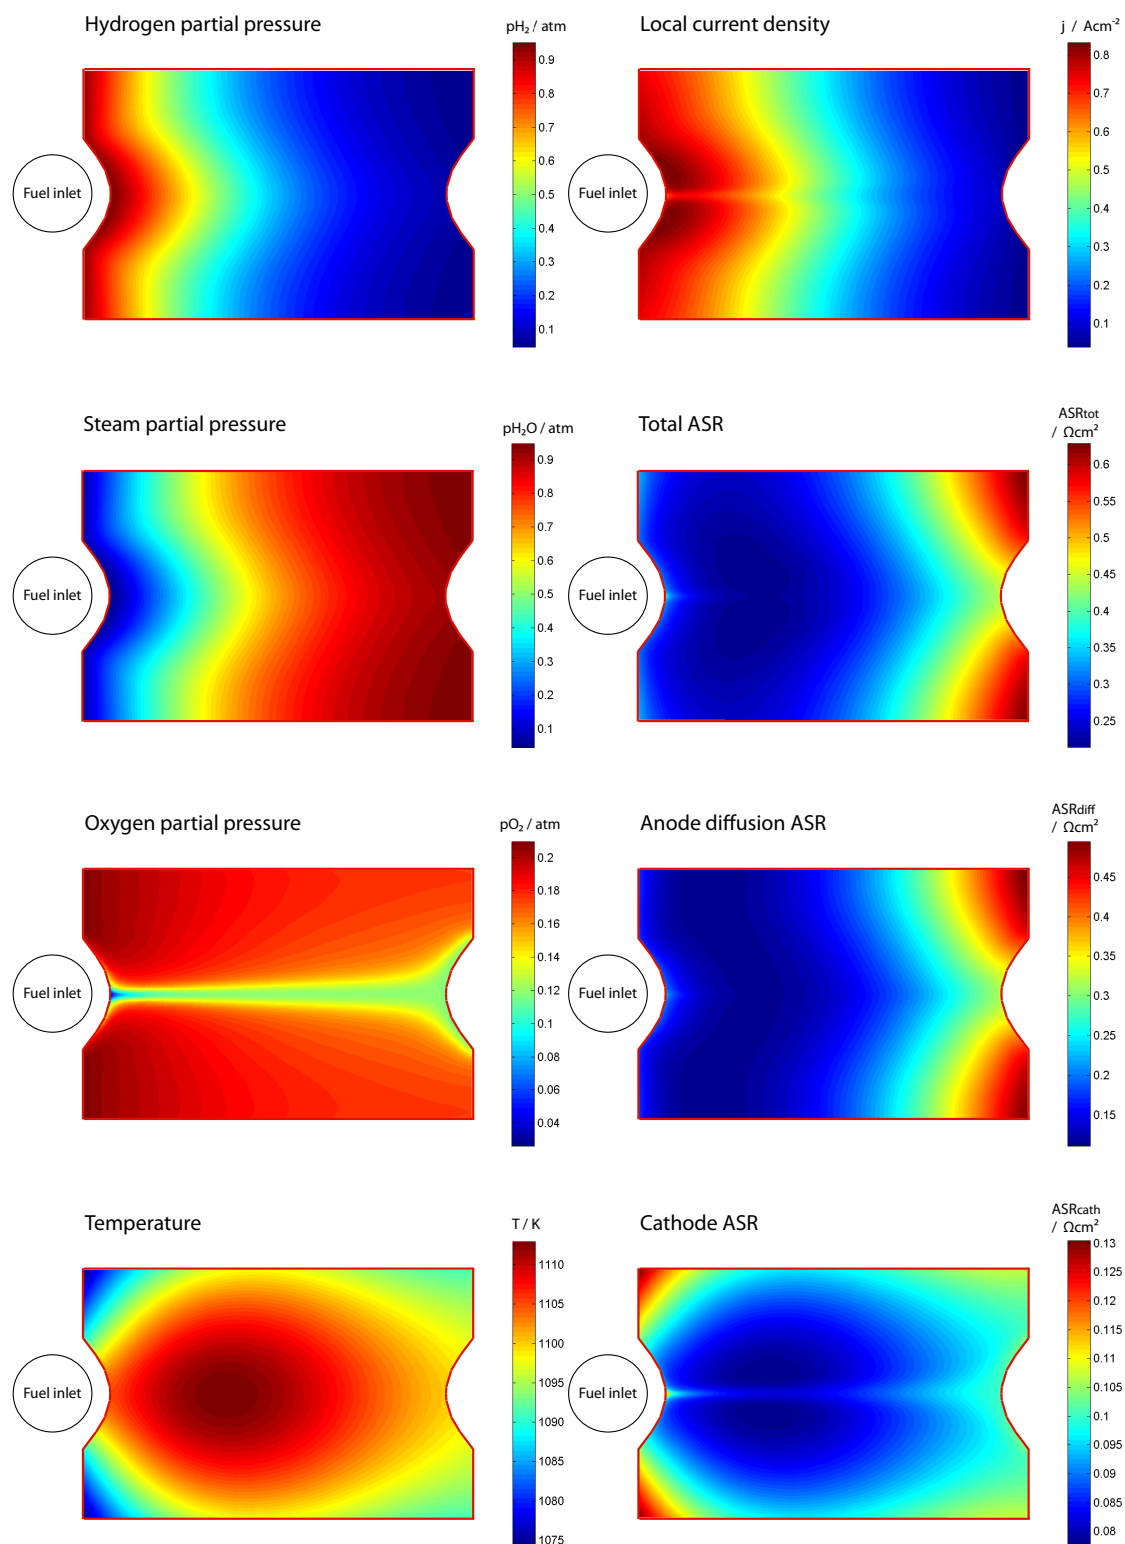 Hydrogen partial pressure
pH₂ / atm
0.9
0.8
0.7
0.6
0.5
0.4
0.3
0.2
0.1
Fuel inlet
Local current density
j / Acm⁻²
0.8
0.7
0.6
0.5
0.4
0.3
0.2
0.1
Fuel inlet
Steam partial pressure
pH₂O / atm
0.9
0.8
0.7
0.6
0.5
0.4
0.3
0.2
0.1
Fuel inlet
Total ASR
ASRtot
/ Ωcm²
0.6
0.55
0.5
0.45
0.4
0.35
0.3
0.25
Fuel inlet
Oxygen partial pressure
pO₂ / atm
0.2
0.18
0.16
0.14
0.12
0.1
0.08
0.06
0.04
Fuel inlet
Anode diffusion ASR
ASRdiff
/ Ωcm²
0.45
0.4
0.35
0.3
0.25
0.2
0.15
Fuel inlet
Temperature
T / K
1110
1105
1100
1095
1090
1085
1080
1075
Fuel inlet
Cathode ASR
ASRcath
/ Ωcm²
0.13
0.125
0.12
0.115
0.11
0.105
0.1
0.095
0.09
0.085
0.08
Fuel inlet